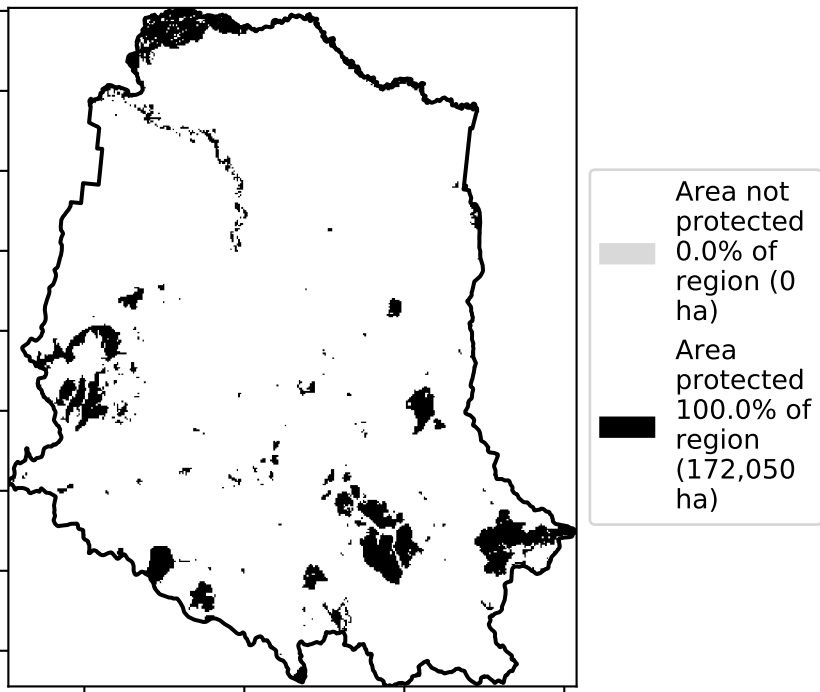 Area not
protected
0.0% of
region (0
ha)
Area
protected
100.0% of
region
(172,050
ha)